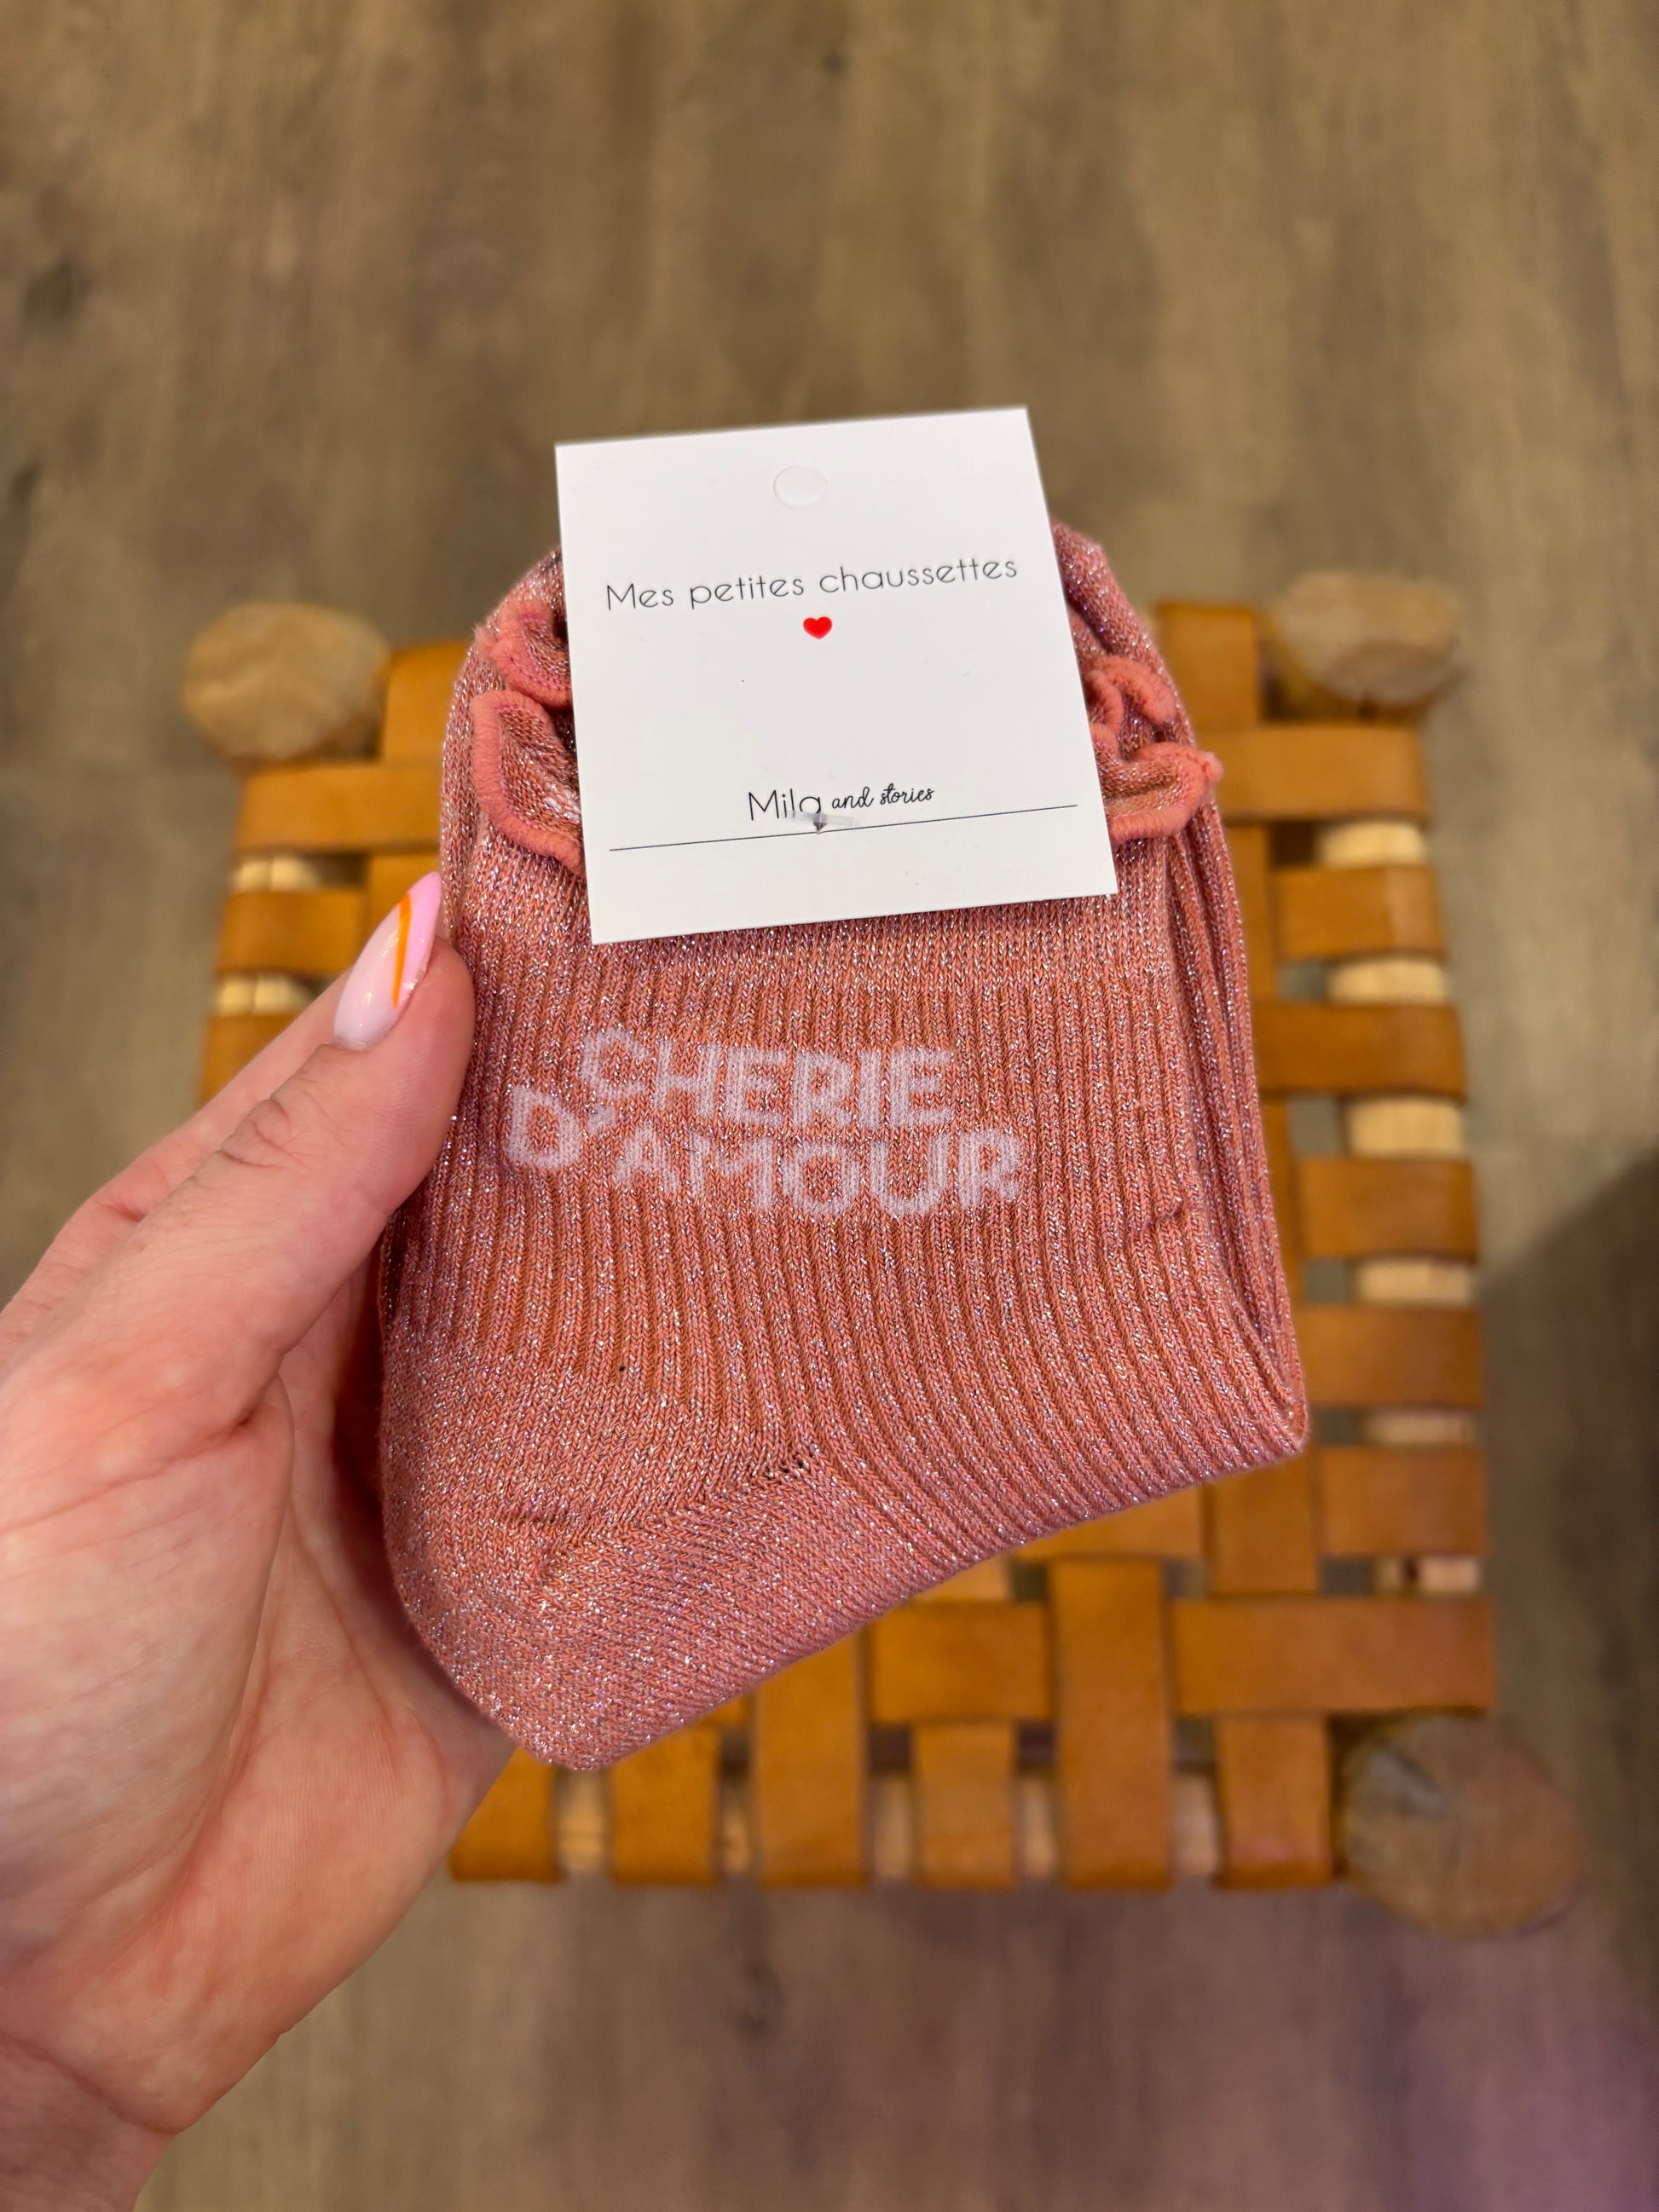 Mes petites chaussettes
Mila and stories
CHERIE
D'AMOUR